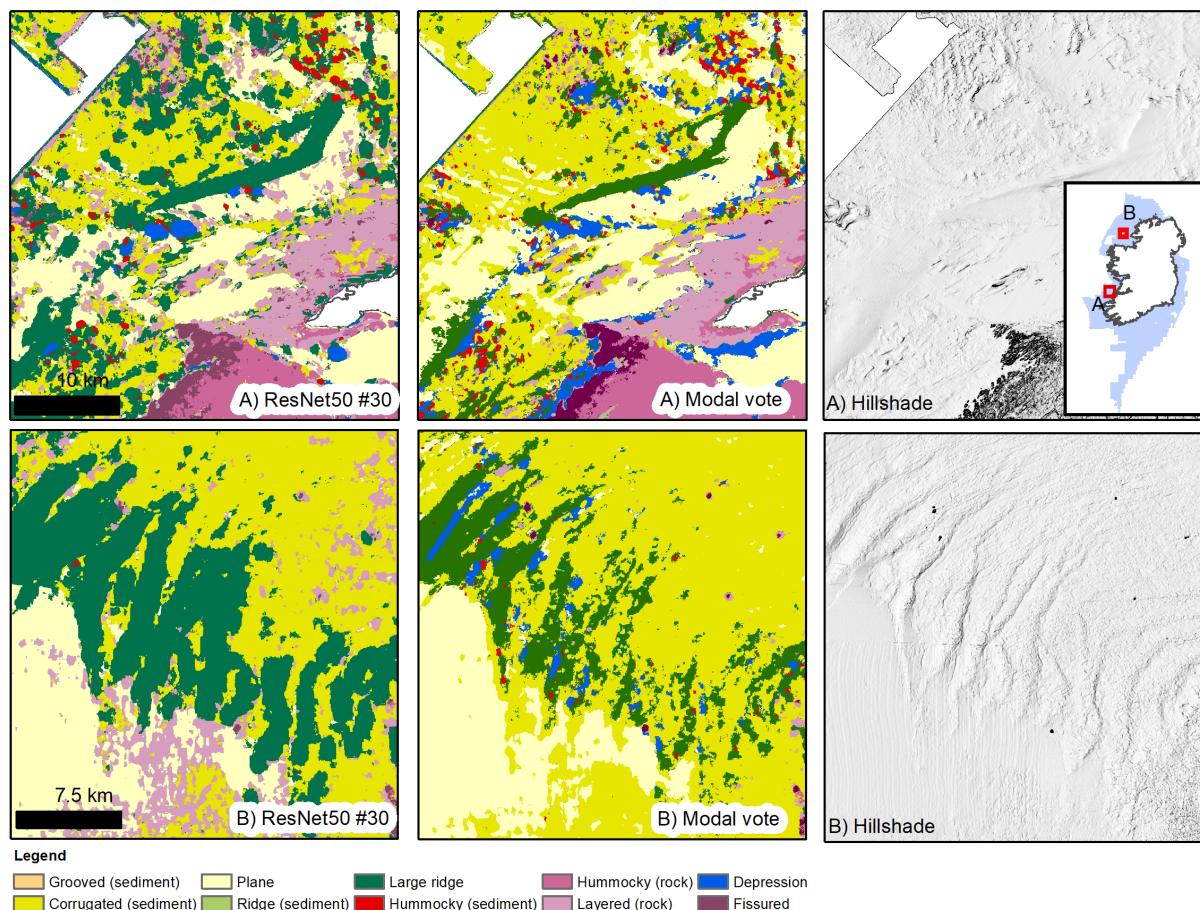 B
A
10 km
A) ResNet50 #30
A) Modal vote
A) Hillshade
7.5 km
B) ResNet50 #30
B) Modal vote
B) Hillshade
Legend
Grooved (sediment) Plane Large ridge Hummocky (rock) Depression
Corrugated (sediment) Ridge (sediment) Hummocky (sediment) Layered (rock) Fissured